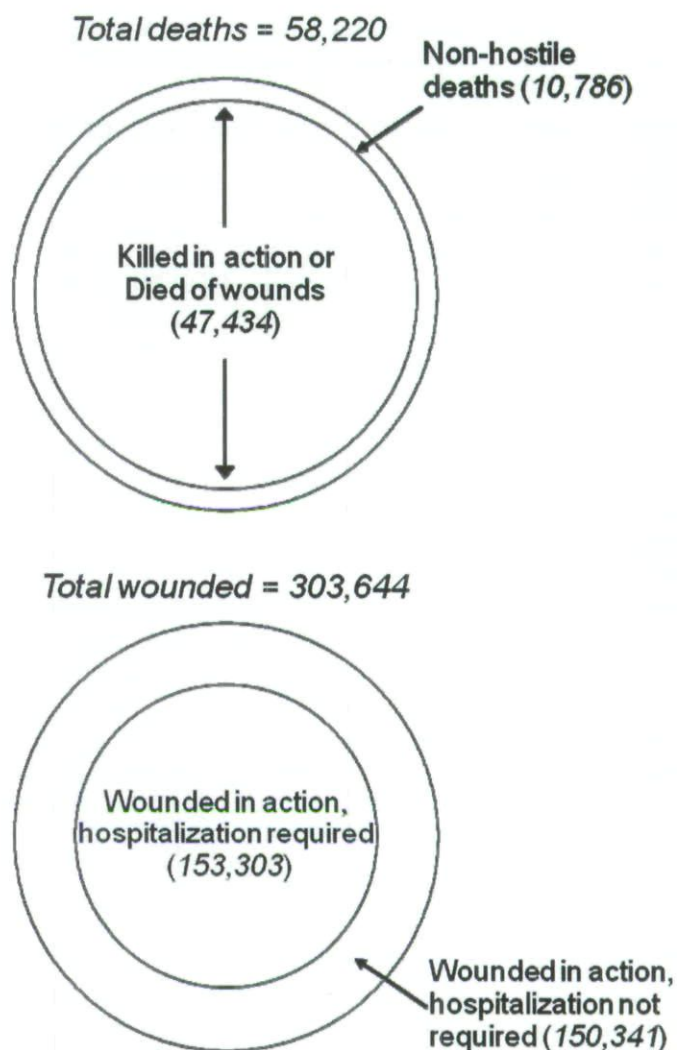 Total deaths = 58,220
Non-hostile
deaths (10,786)
Killed in action or
Died of wounds
(47,434)
Total wounded = 303,644
Wounded in action,
hospitalization required
(153,303)
Wounded in action,
hospitalization not
required (150,341)